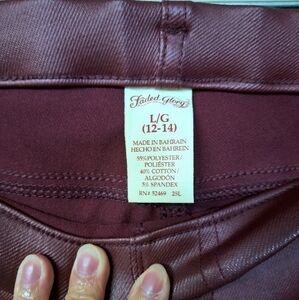 Faded Glory
L/G
(12-14)
MADE IN BAHRAIN
HECHO EN BAHREIN
55% POLYESTER/
POLIÉSTER
40% COTTON/
ALGODÓN
5% SPANDEX
RN# 52469 25L